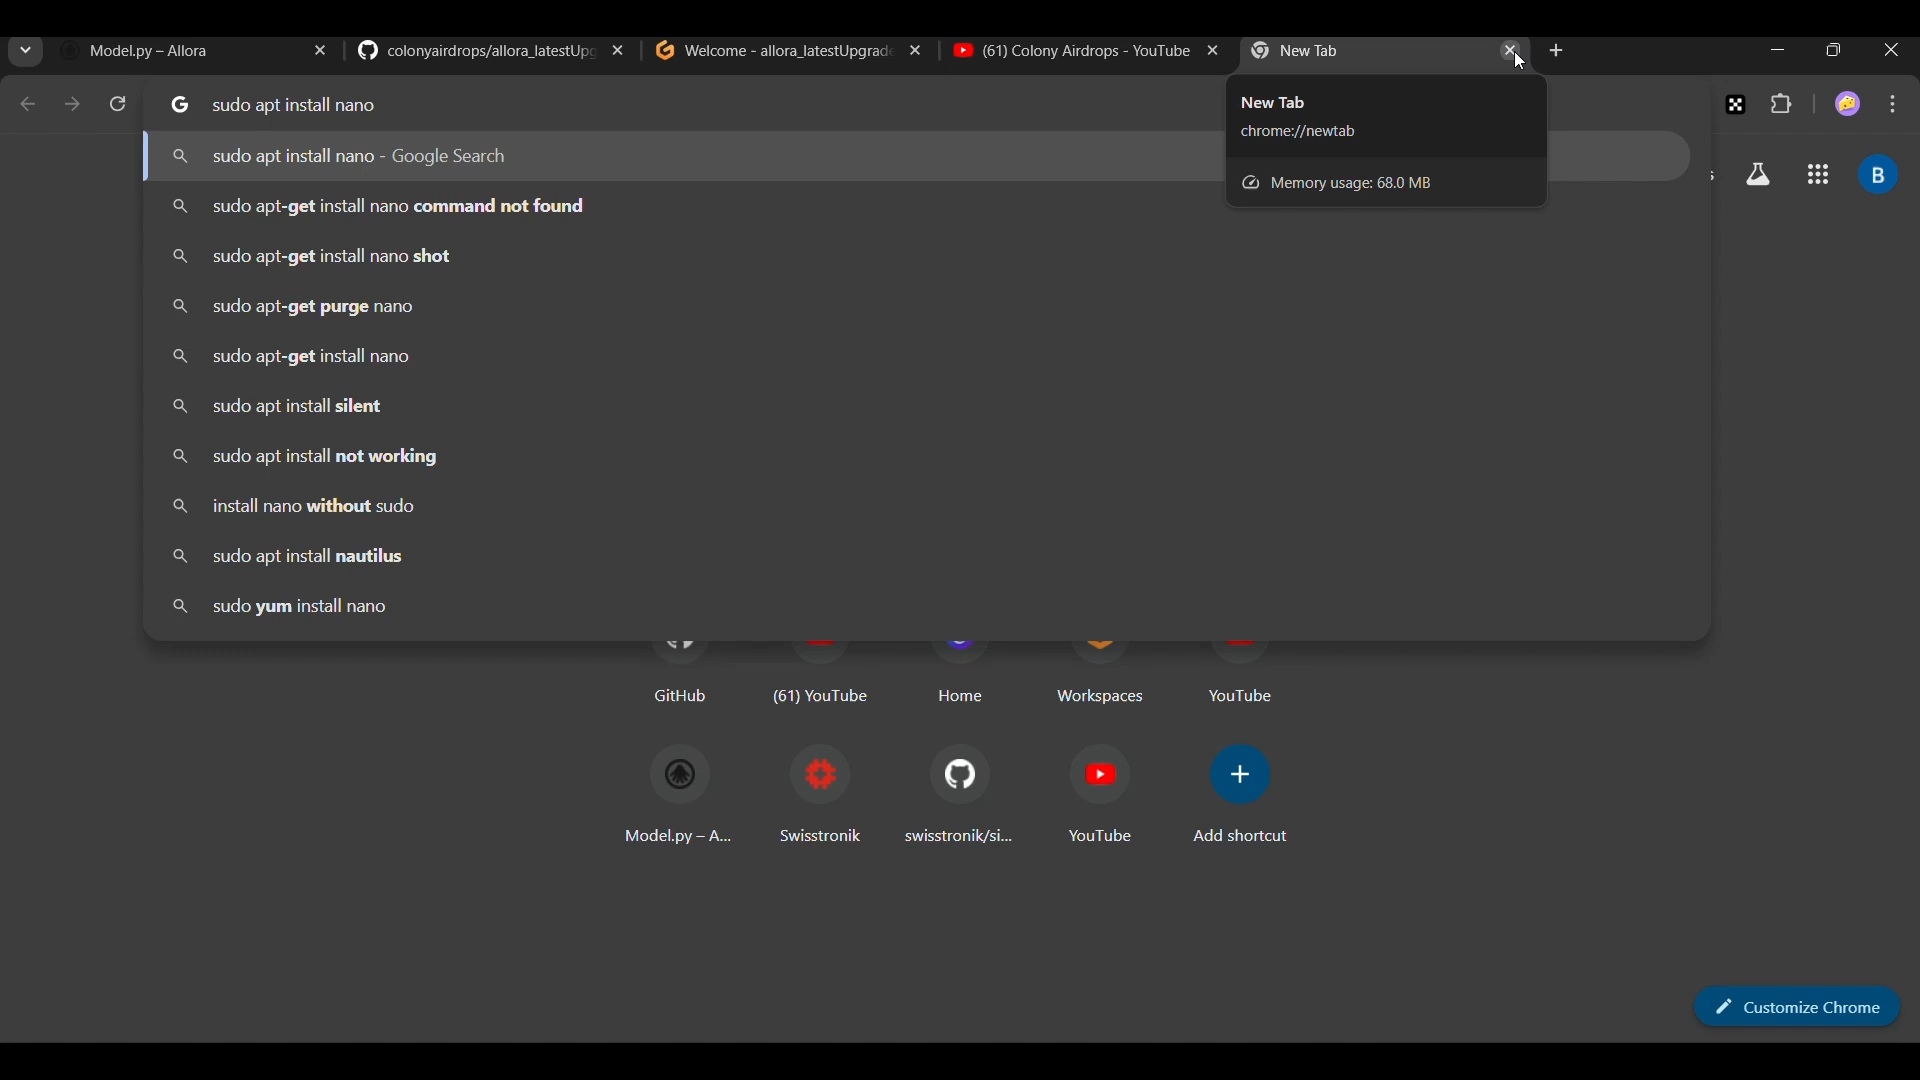 Model.py – Allora
colonyairdrops/allora_latestUpg
Welcome - allora_latestUpgrade
(61) Colony Airdrops - YouTube
New Tab
sudo apt install nano
New Tab
chrome://newtab
Memory usage: 68.0 MB
sudo apt install nano - Google Search
sudo apt-get install nano command not found
sudo apt-get install nano shot
sudo apt-get purge nano
sudo apt-get install nano
sudo apt install silent
sudo apt install not working
install nano without sudo
sudo apt install nautilus
sudo yum install nano
B
GitHub
(61) YouTube
Home
Workspaces
YouTube
Model.py – A...
Swisstronik
swisstronik/si...
YouTube
Add shortcut
Customize Chrome